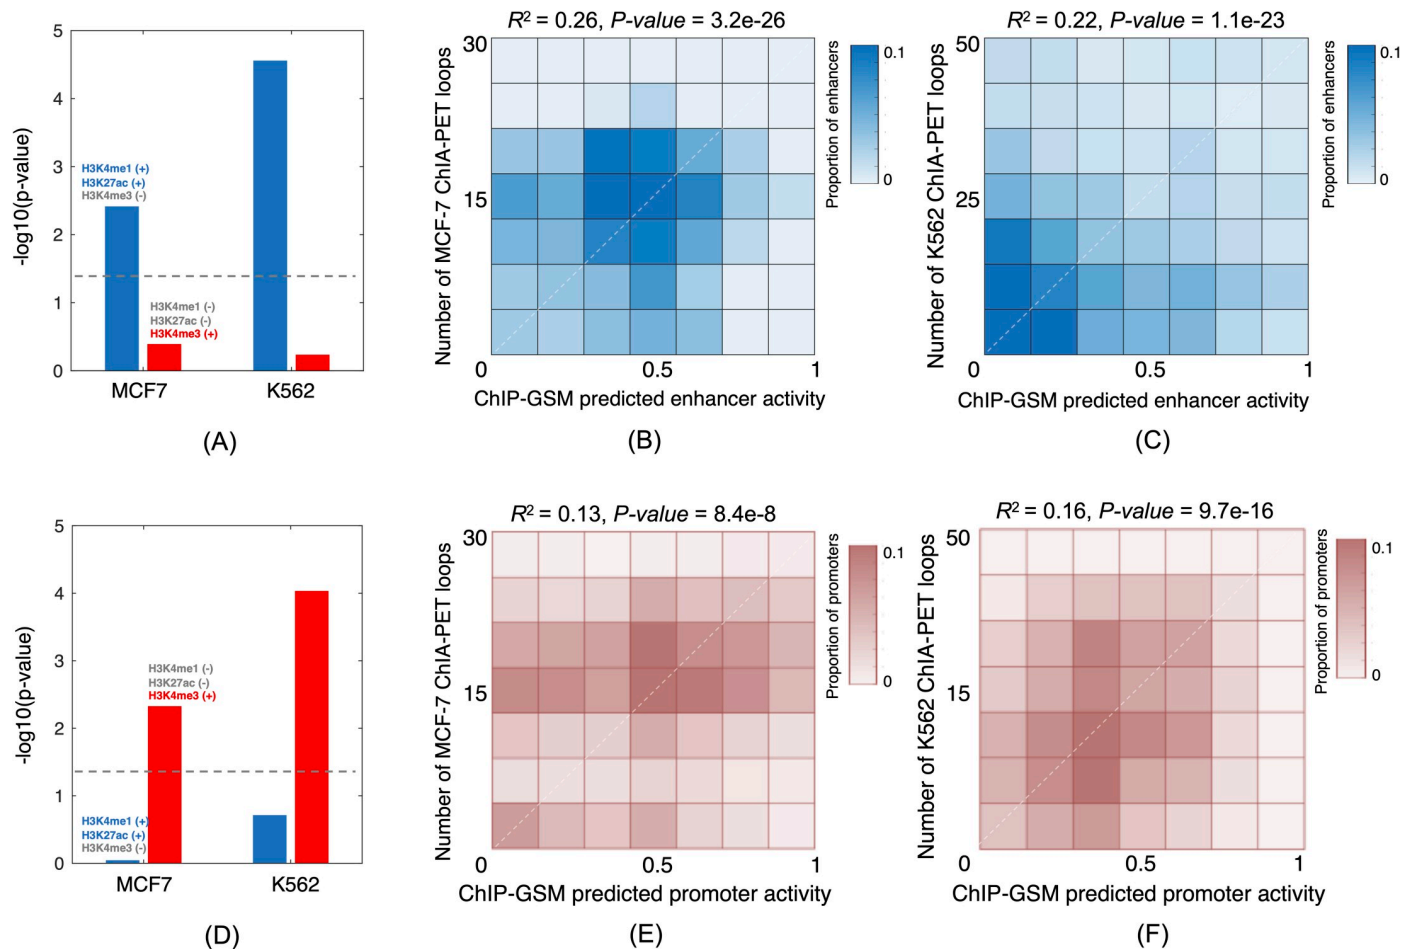 5
4
3
2
1
0
-log10(p-value)
H3K4me1 (+)
H3K27ac (+)
H3K4me3 (-)
H3K4me1 (-)
H3K27ac (-)
H3K4me3 (+)
MCF7
K562
(A)
R² = 0.26, P-value = 3.2e-26
30
15
0
0.5
1
Number of MCF-7 ChIA-PET loops
ChIP-GSM predicted enhancer activity
Proportion of enhancers
0.1
0
(B)
R² = 0.22, P-value = 1.1e-23
50
25
0
0.5
1
Number of K562 ChIA-PET loops
ChIP-GSM predicted enhancer activity
Proportion of enhancers
0.1
0
(C)
5
4
3
2
1
0
-log10(p-value)
H3K4me1 (-)
H3K27ac (-)
H3K4me3 (+)
H3K4me1 (+)
H3K27ac (+)
H3K4me3 (-)
MCF7
K562
(D)
R² = 0.13, P-value = 8.4e-8
30
15
0
0.5
1
Number of MCF-7 ChIA-PET loops
ChIP-GSM predicted promoter activity
Proportion of promoters
0.1
0
(E)
R² = 0.16, P-value = 9.7e-16
50
15
0
0.5
1
Number of K562 ChIA-PET loops
ChIP-GSM predicted promoter activity
Proportion of promoters
0.1
0
(F)